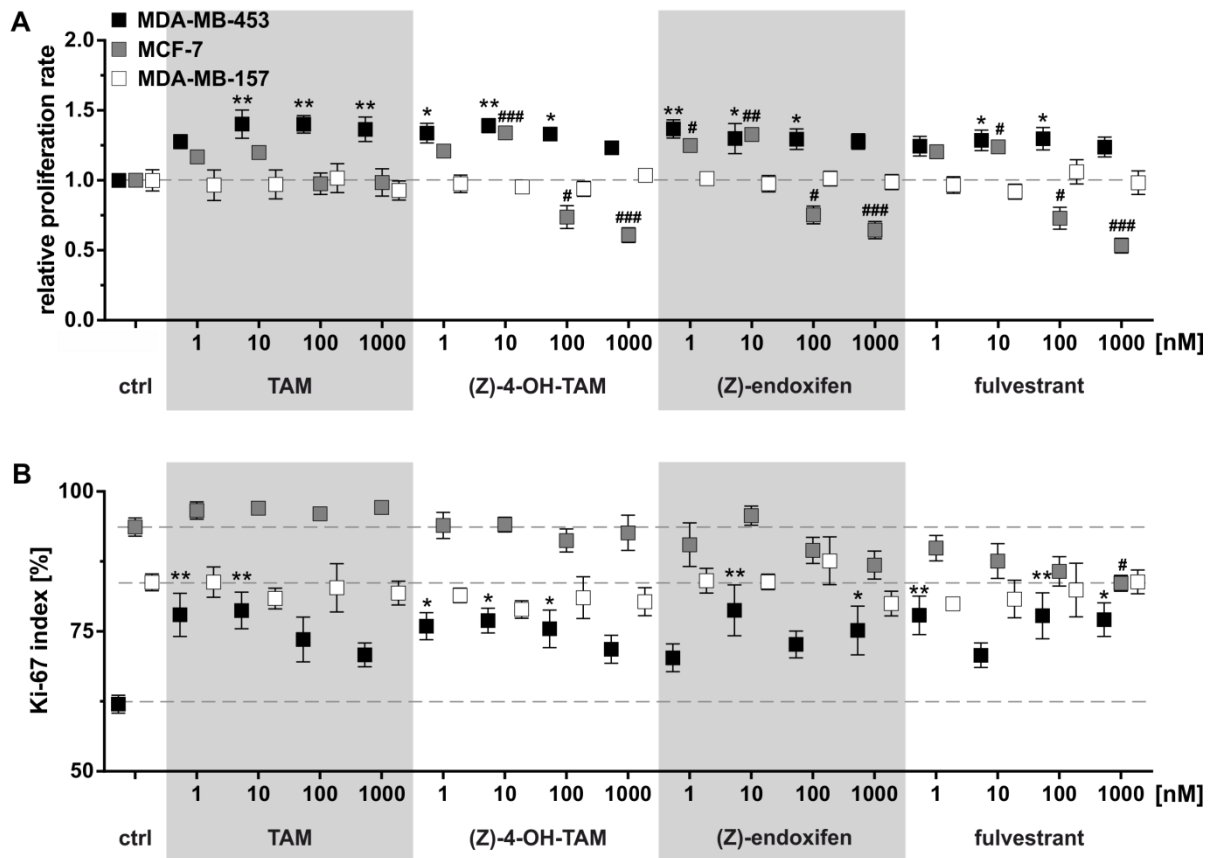 A
MDA-MB-453
MCF-7
MDA-MB-157
relative proliferation rate
2.0
1.5
1.0
0.5
0.0
** ** ** * ** ### * ** # * ## * * # *
# ### # ### # ###
1 10 100 1000 1 10 100 1000 1 10 100 1000 1 10 100 1000 [nM]
ctrl TAM (Z)-4-OH-TAM (Z)-endoxifen fulvestrant
B
Ki-67 index [%]
100
75
50
** ** * * * ** * ** ** * #
1 10 100 1000 1 10 100 1000 1 10 100 1000 1 10 100 1000 [nM]
ctrl TAM (Z)-4-OH-TAM (Z)-endoxifen fulvestrant